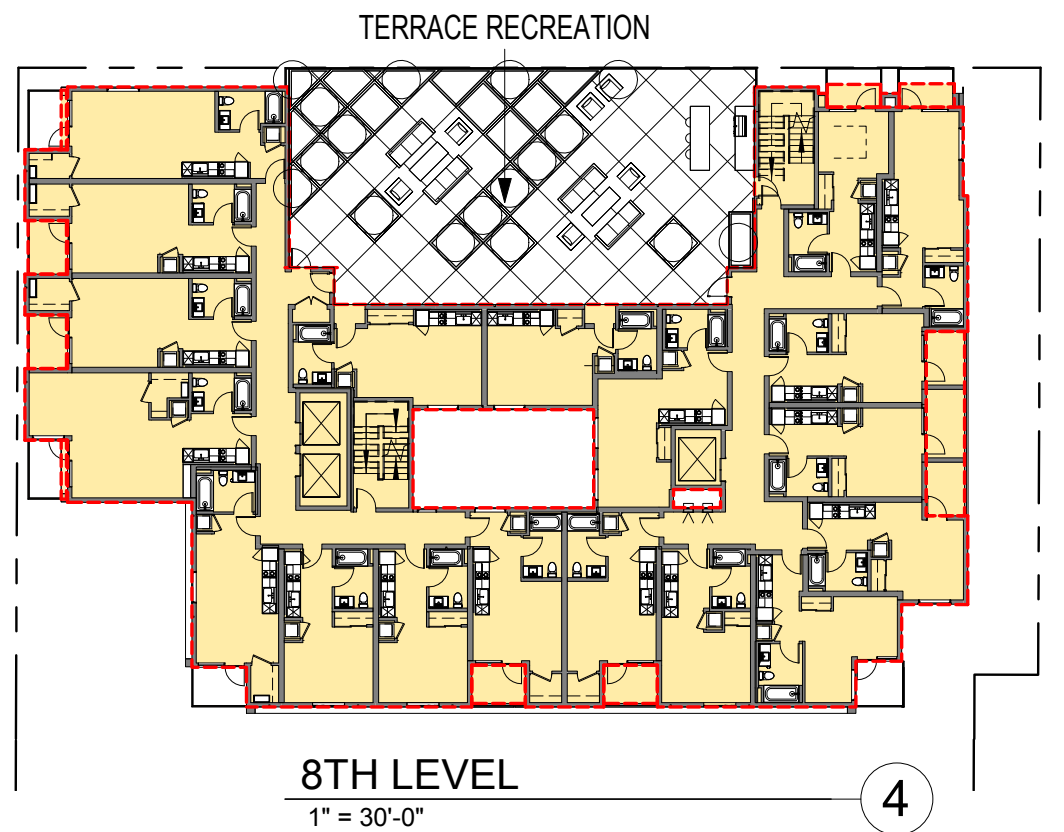 TERRACE RECREATION
8TH LEVEL
1" = 30'-0"
4